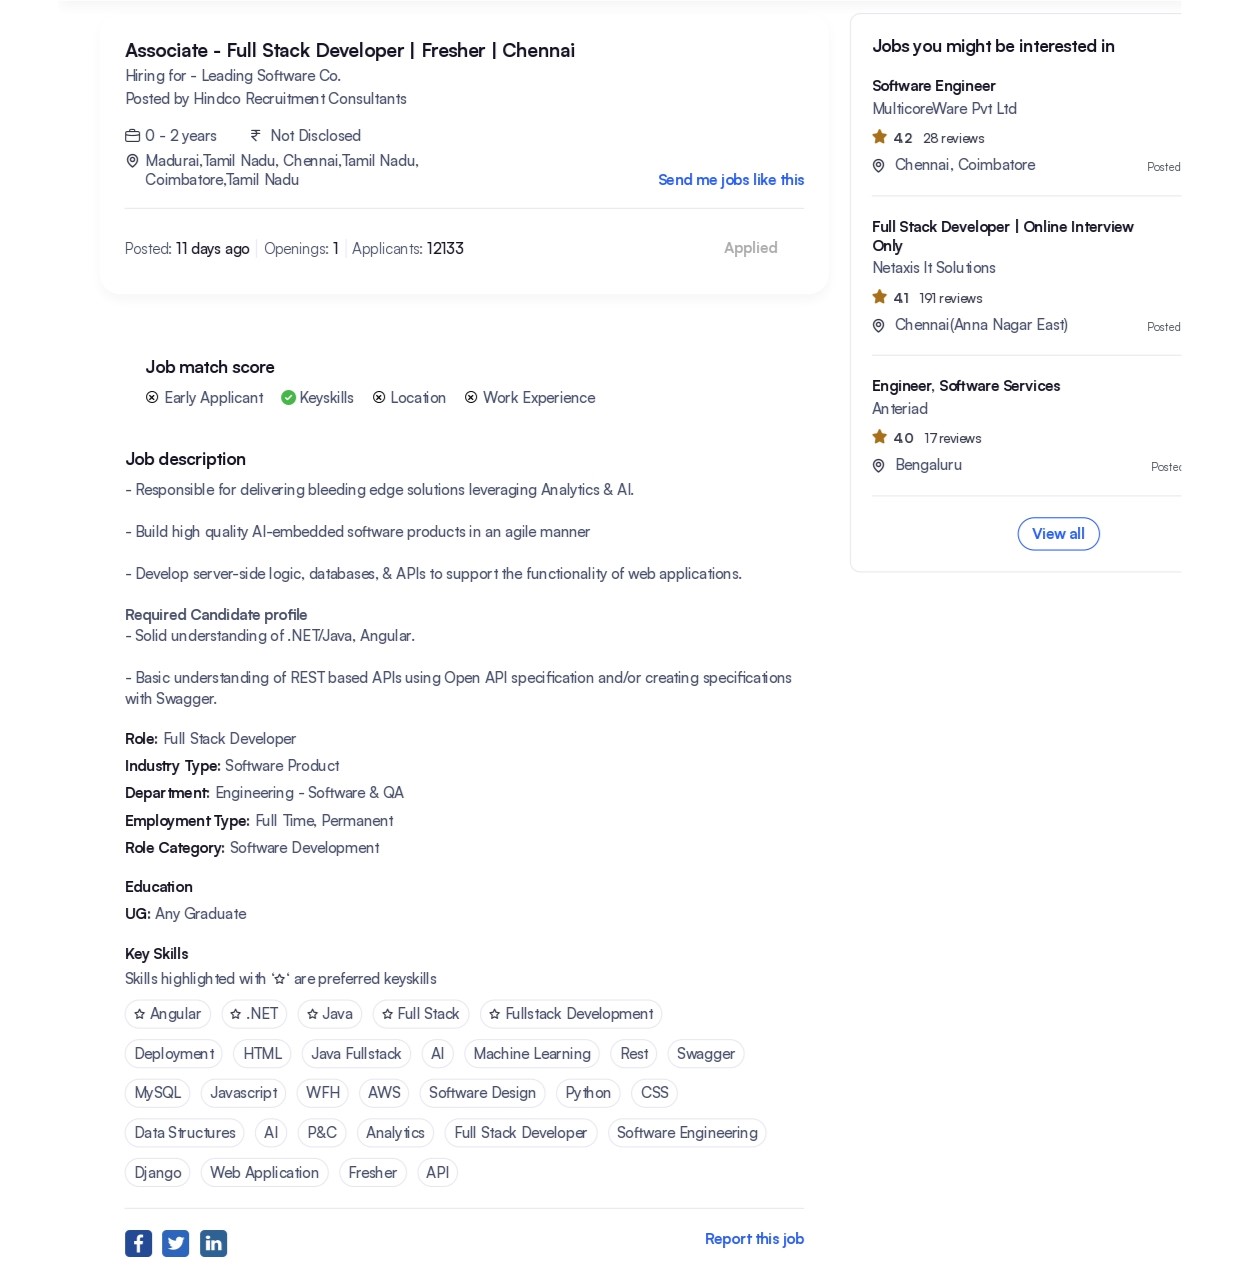 Associate - Full Stack Developer | Fresher | Chennai
Hiring for - Leading Software Co.
Posted by Hindco Recruitment Consultants
0 - 2 years ₹ Not Disclosed
Madurai,Tamil Nadu, Chennai,Tamil Nadu,
Coimbatore,Tamil Nadu
Send me jobs like this
Posted: 11 days ago Openings: 1 Applicants: 12133
Applied
Job match score
Early Applicant Keyskills Location Work Experience
Job description
- Responsible for delivering bleeding edge solutions leveraging Analytics & AI.
- Build high quality AI-embedded software products in an agile manner
- Develop server-side logic, databases, & APIs to support the functionality of web applications.
Required Candidate profile
- Solid understanding of .NET/Java, Angular.
- Basic understanding of REST based APIs using Open API specification and/or creating specifications
with Swagger.
Role: Full Stack Developer
Industry Type: Software Product
Department: Engineering - Software & QA
Employment Type: Full Time, Permanent
Role Category: Software Development
Education
UG: Any Graduate
Key Skills
Skills highlighted with ‘☆‘ are preferred keyskills
☆ Angular ☆ .NET ☆ Java ☆ Full Stack ☆ Fullstack Development
Deployment HTML Java Fullstack AI Machine Learning Rest Swagger
MySQL Javascript WFH AWS Software Design Python CSS
Data Structures AI P&C Analytics Full Stack Developer Software Engineering
Django Web Application Fresher API
Report this job
Jobs you might be interested in
Software Engineer
MulticoreWare Pvt Ltd
4.2 28 reviews
Chennai, Coimbatore
Posted
Full Stack Developer | Online Interview
Only
Netaxis It Solutions
4.1 191 reviews
Chennai(Anna Nagar East)
Posted
Engineer, Software Services
Anteriad
4.0 17 reviews
Bengaluru
Posted
View all